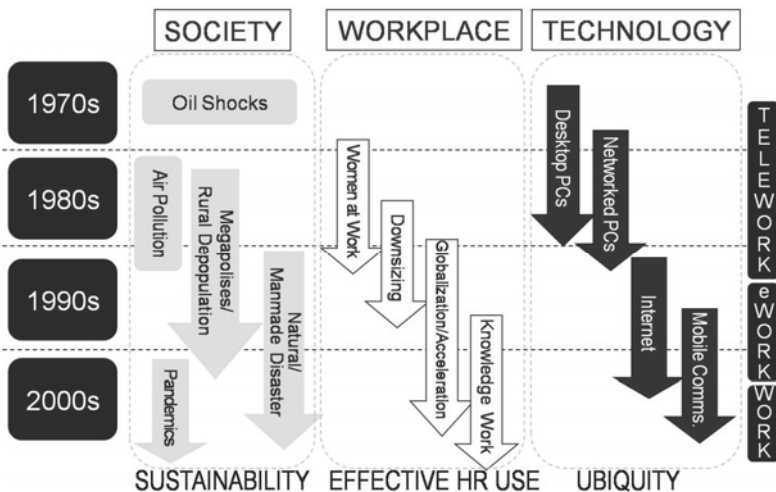 SOCIETY
WORKPLACE
TECHNOLOGY
1970s
1980s
1990s
2000s
Oil Shocks
Air Pollution
Megapolises/
Rural Depopulation
Natural/
Manmade Disaster
Pandemics
Women at Work
Downsizing
Globalization/Acceleration
Knowledge Work
Desktop PCs
Networked PCs
Internet
Mobile Comms.
TELEWORK
eWORK
WORK
SUSTAINABILITY
EFFECTIVE HR USE
UBIQUITY